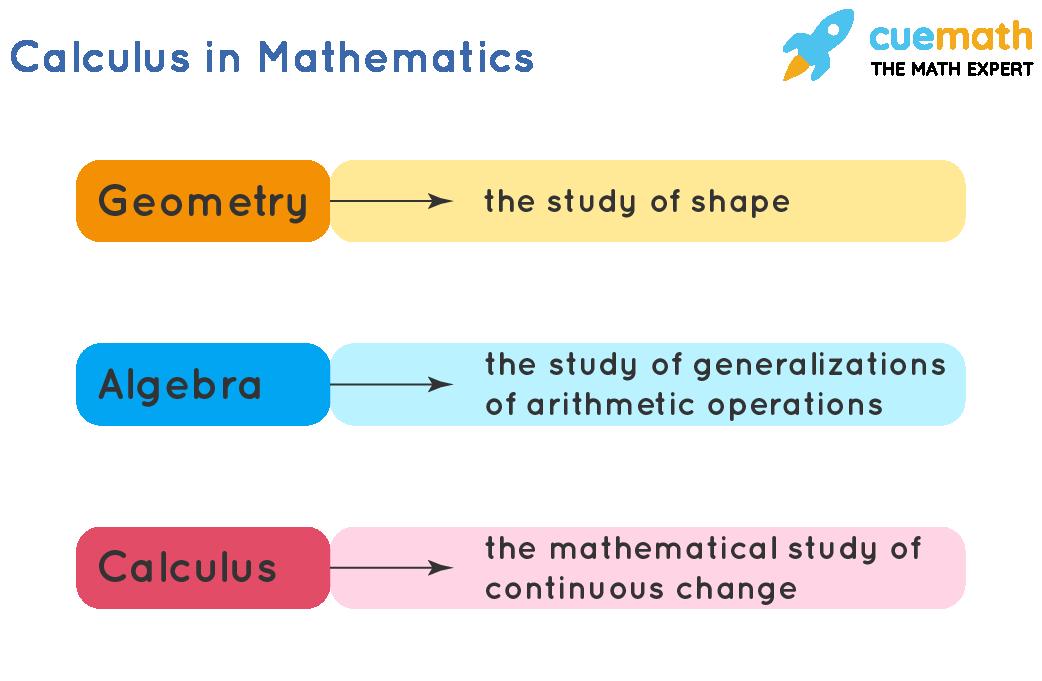 Calculus in Mathematics
cuemath
THE MATH EXPERT
Geometry
the study of shape
Algebra
the study of generalizations
of arithmetic operations
Calculus
the mathematical study of
continuous change